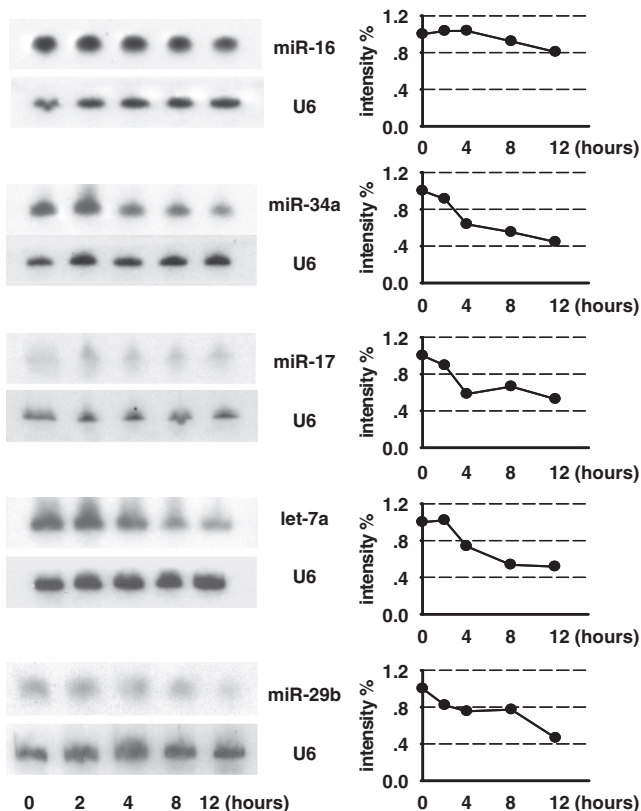 miR-16
U6
intensity %
1.2
.8
.4
0.0
0 4 8 12 (hours)
miR-34a
U6
intensity %
1.2
.8
.4
0.0
0 4 8 12 (hours)
miR-17
U6
intensity %
1.2
.8
.4
0.0
0 4 8 12 (hours)
let-7a
U6
intensity %
1.2
.8
.4
0.0
0 4 8 12 (hours)
miR-29b
U6
intensity %
1.2
.8
.4
0.0
0 4 8 12 (hours)
0 2 4 8 12 (hours)